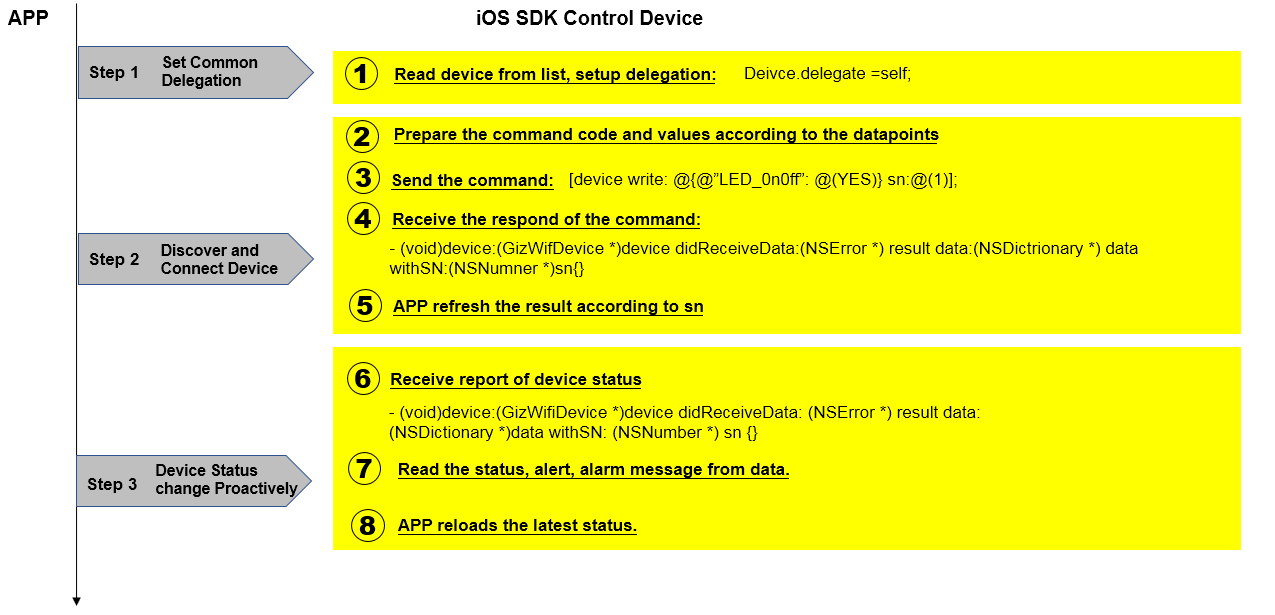 APP
iOS SDK Control Device
Step 1
Set Common
Delegation
1
Read device from list, setup delegation:
Deivce.delegate =self;
2
Prepare the command code and values according to the datapoints
3
Send the command:
[device write: @{@”LED_0n0ff”: @(YES)} sn:@(1)];
4
Receive the respond of the command:
- (void)device:(GizWifDevice *)device didReceiveData:(NSError *) result data:(NSDictrionary *) data
withSN:(NSNumner *)sn{}
Step 2
Discover and
Connect Device
5
APP refresh the result according to sn
6
Receive report of device status
- (void)device:(GizWifiDevice *)device didReceiveData: (NSError *) result data:
(NSDictionary *)data withSN: (NSNumber *) sn {}
Step 3
Device Status
change Proactively
7
Read the status, alert, alarm message from data.
8
APP reloads the latest status.